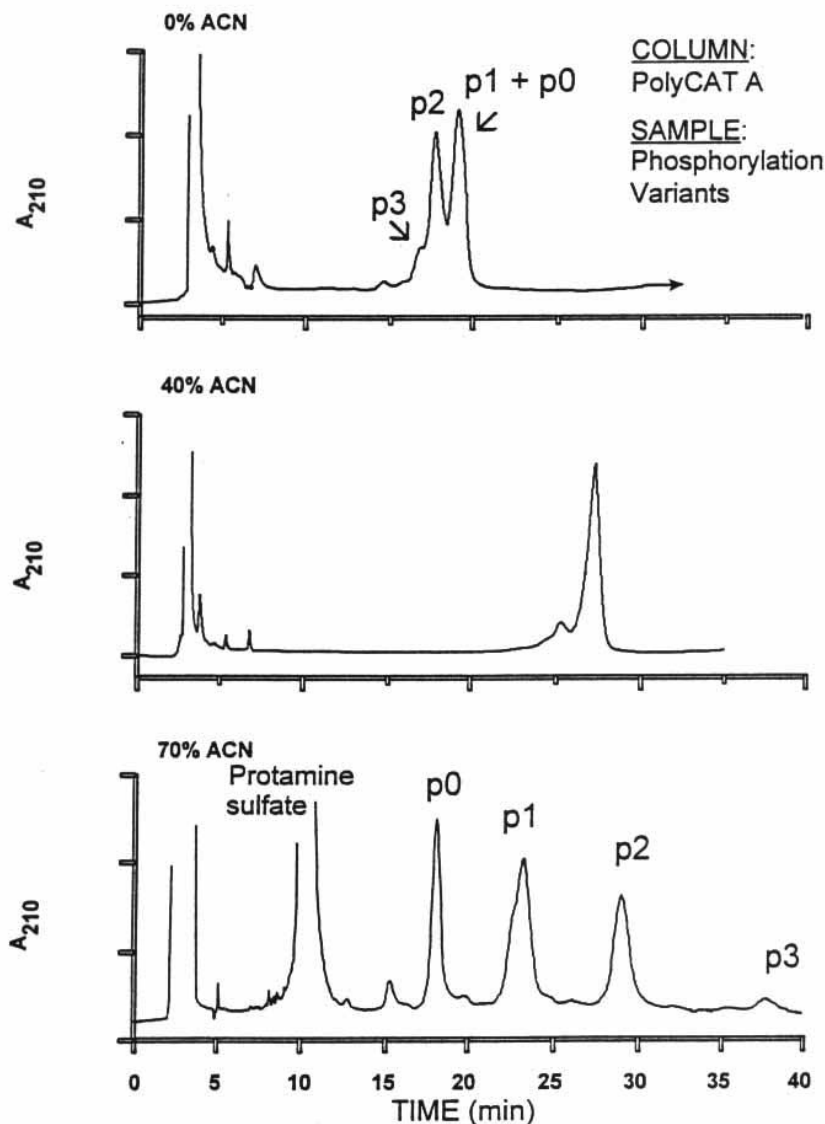 0% ACN
COLUMN:
PolyCAT A
SAMPLE:
Phosphorylation
Variants
p1 + p0
p2
p3
A210
40% ACN
A210
70% ACN
Protamine
sulfate
p0
p1
p2
p3
A210
0 5 10 15 20 25 30 35 40
TIME (min)